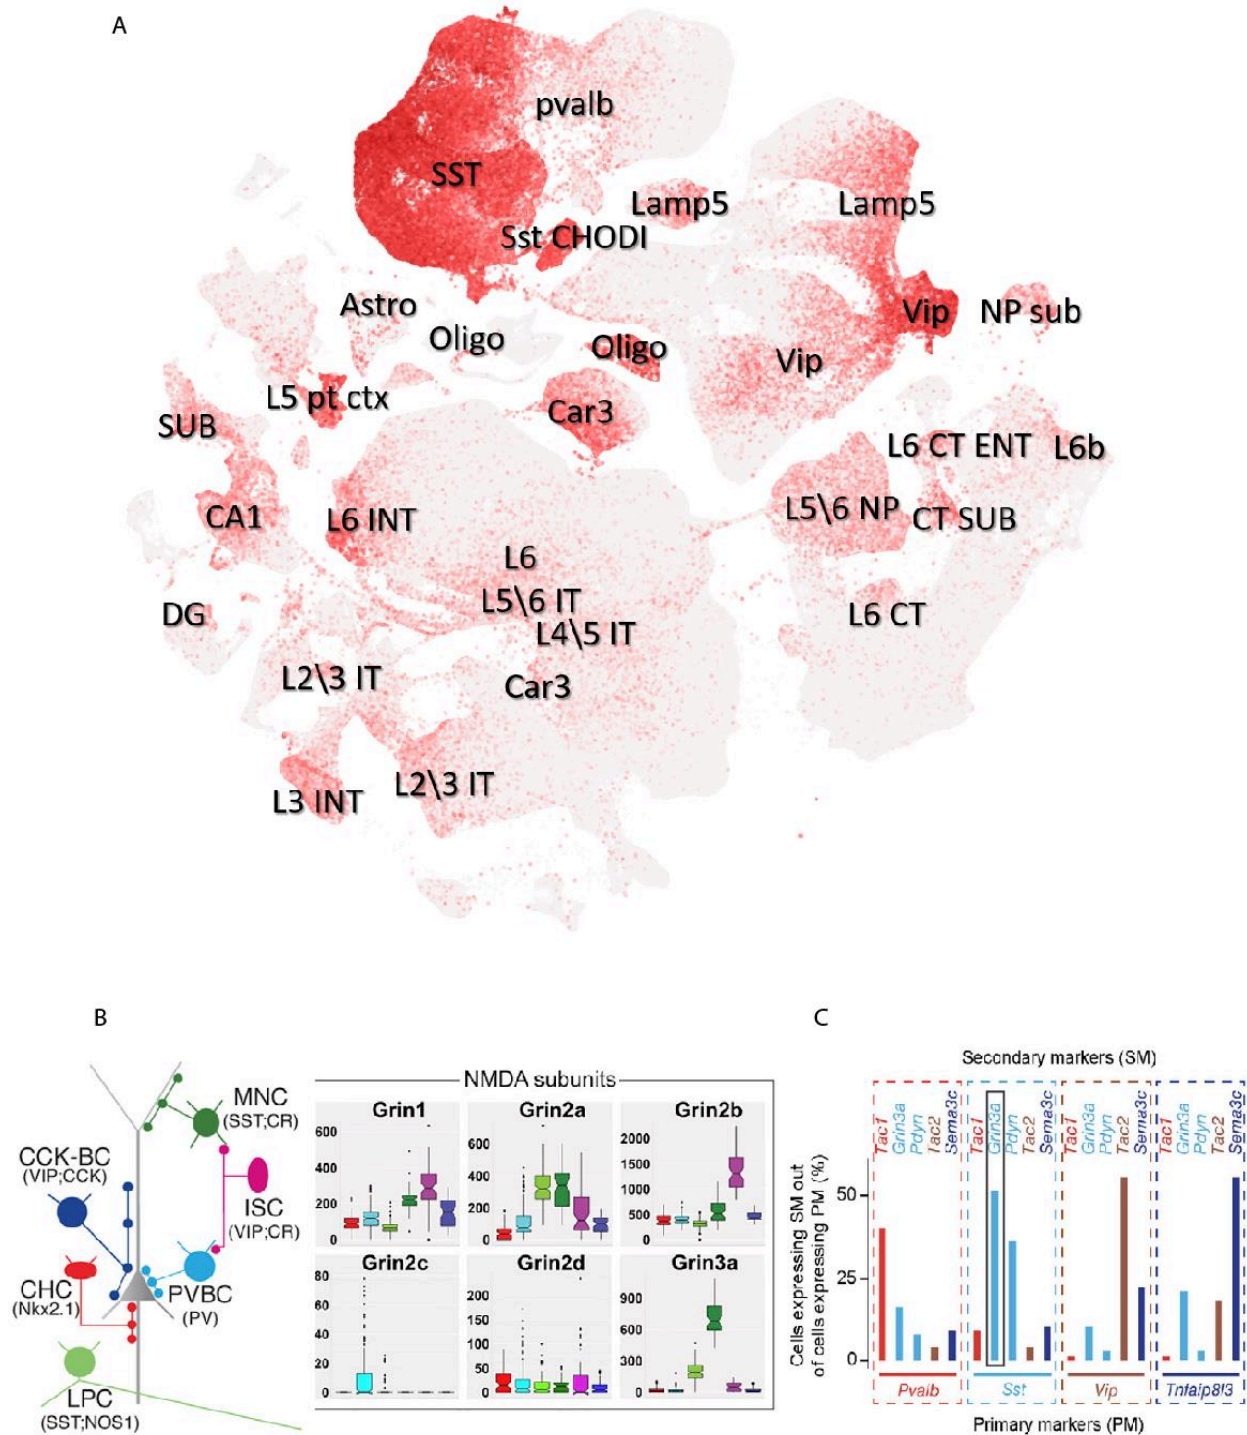 A
pvalb
SST
Lamp5
Lamp5
Sst CHODI
Astro
Vip
NP sub
Oligo
Oligo
Vip
L5 pt ctx
Car3
SUB
L6 CT ENT
L6b
CA1
L6 INT
L5\6 NP
CT SUB
L6
L5\6 IT
DG
L6 CT
L4\5 IT
L2\3 IT
Car3
L2\3 IT
L3 INT
B
MNC
(SST;CR)
CCK-BC
(VIP;CCK)
ISC
(VIP;CR)
CHC
(Nkx2.1)
PVBC
(PV)
LPC
(SST;NOS1)
NMDA subunits
Grin1
600
400
200
0
Grin2a
600
400
200
0
Grin2b
2000
1500
1000
500
0
Grin2c
80
60
40
20
0
Grin2d
200
150
100
50
0
Grin3a
900
600
300
0
C
Secondary markers (SM)
Tac1 Grin3a Pdyn Tac2 Sema3c
Tac1 Grin3a Pdyn Tac2 Sema3c
Tac1 Grin3a Pdyn Tac2 Sema3c
Tac1 Grin3a Pdyn Tac2 Sema3c
Cells expressing SM out
of cells expressing PM (%)
50
25
0
Pvalb Sst Vip Tnfaip8l3
Primary markers (PM)